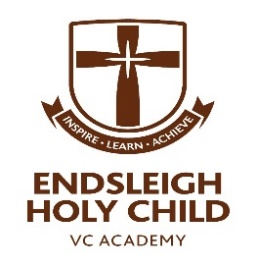 INSPIRE • LEARN • ACHIEVE
ENDSLEIGH
HOLY CHILD
VC ACADEMY